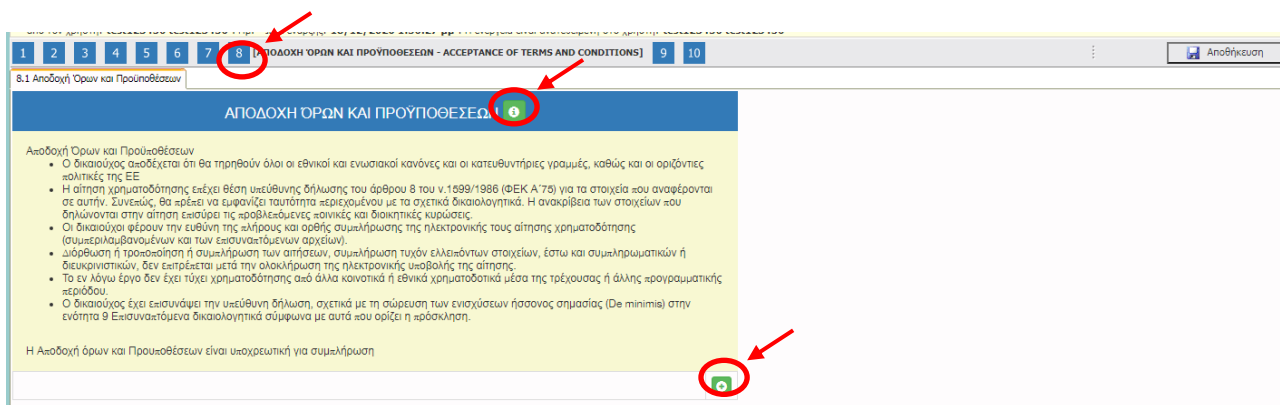 1 2 3 4 5 6 7 8 [ΑΠΟΔΟΧΗ ΌΡΩΝ ΚΑΙ ΠΡΟΫΠΟΘΕΣΕΩΝ - ACCEPTANCE OF TERMS AND CONDITIONS] 9 10 Αποθήκευση
8.1 Αποδοχή Όρων και Προϋποθέσεων
ΑΠΟΔΟΧΗ ΌΡΩΝ ΚΑΙ ΠΡΟΫΠΟΘΕΣΕΩΝ
Αποδοχή Όρων και Προϋποθέσεων
• Ο δικαιούχος αποδέχεται ότι θα τηρηθούν όλοι οι εθνικοί και ενωσιακοί κανόνες και οι κατευθυντήριες γραμμές, καθώς και οι οριζόντιες
πολιτικές της ΕΕ
• Η αίτηση χρηματοδότησης επέχει θέση υπεύθυνης δήλωσης του άρθρου 8 του ν.1599/1986 (ΦΕΚ Α΄75) για τα στοιχεία που αναφέρονται
σε αυτήν. Συνεπώς, θα πρέπει να εμφανίζει ταυτότητα περιεχομένου με τα σχετικά δικαιολογητικά. Η ανακρίβεια των στοιχείων που
δηλώνονται στην αίτηση επισύρει τις προβλεπόμενες ποινικές και διοικητικές κυρώσεις.
• Οι δικαιούχοι φέρουν την ευθύνη της πλήρους και ορθής συμπλήρωσης της ηλεκτρονικής τους αίτησης χρηματοδότησης
(συμπεριλαμβανομένων και των επισυναπτόμενων αρχείων).
• Διόρθωση ή τροποποίηση ή συμπλήρωση των αιτήσεων, συμπλήρωση τυχόν ελλειπόντων στοιχείων, έστω και συμπληρωματικών ή
διευκρινιστικών, δεν επιτρέπεται μετά την ολοκλήρωση της ηλεκτρονικής υποβολής της αίτησης.
• Το εν λόγω έργο δεν έχει τύχει χρηματοδότησης από άλλα κοινοτικά ή εθνικά χρηματοδοτικά μέσα της τρέχουσας ή άλλης προγραμματικής
περιόδου.
• Ο δικαιούχος έχει επισυνάψει την υπεύθυνη δήλωση, σχετικά με τη σώρευση των ενισχύσεων ήσσονος σημασίας (De minimis) στην
ενότητα 9 Επισυναπτόμενα δικαιολογητικά σύμφωνα με αυτά που ορίζει η πρόσκληση.
Η Αποδοχή όρων και Προυποθέσεων είναι υποχρεωτική για συμπλήρωση